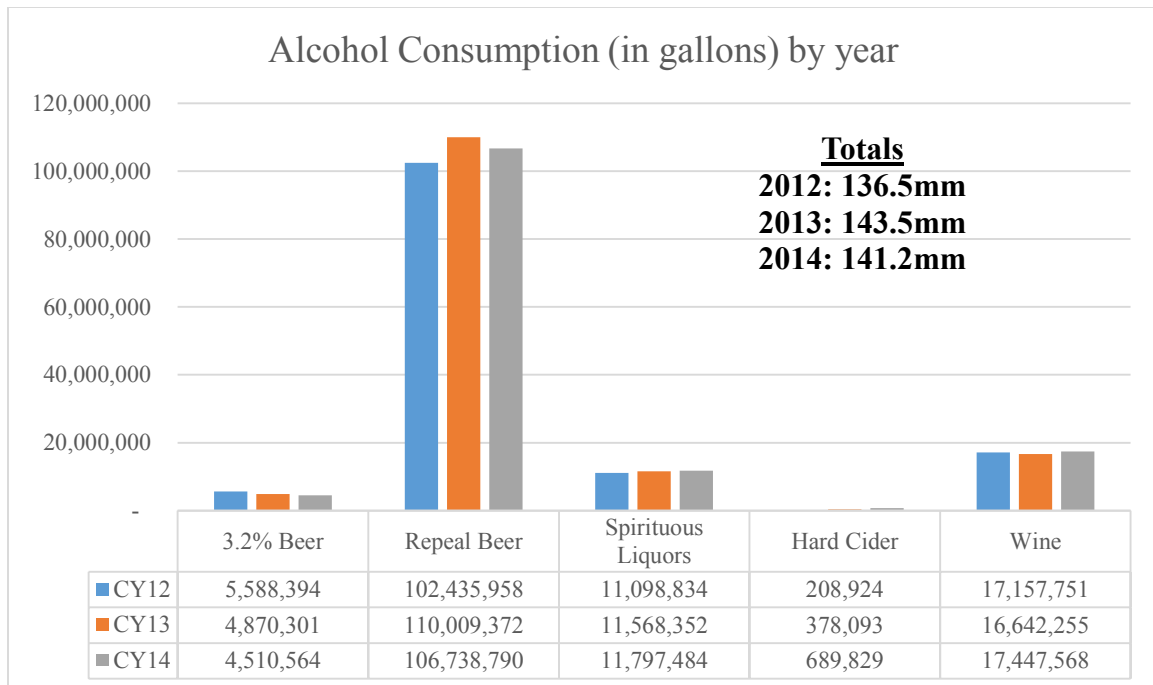 Alcohol Consumption (in gallons) by year
120,000,000
100,000,000
80,000,000
60,000,000
40,000,000
20,000,000
-
Totals
2012: 136.5mm
2013: 143.5mm
2014: 141.2mm
3.2% Beer Repeal Beer Spirituous Liquors Hard Cider Wine
CY12 5,588,394 102,435,958 11,098,834 208,924 17,157,751
CY13 4,870,301 110,009,372 11,568,352 378,093 16,642,255
CY14 4,510,564 106,738,790 11,797,484 689,829 17,447,568